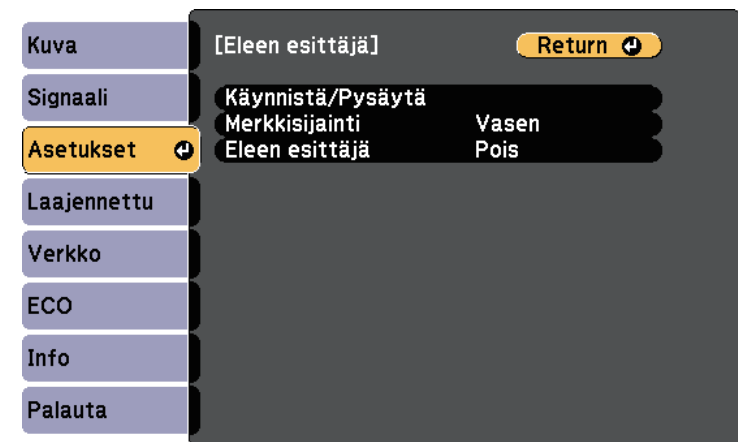 Kuva
Signaali
Asetukset
Laajennettu
Verkko
ECO
Info
Palauta
[Eleen esittäjä] Return
Käynnistä/Pysäytä
Merkkisijainti Vasen
Eleen esittäjä Pois